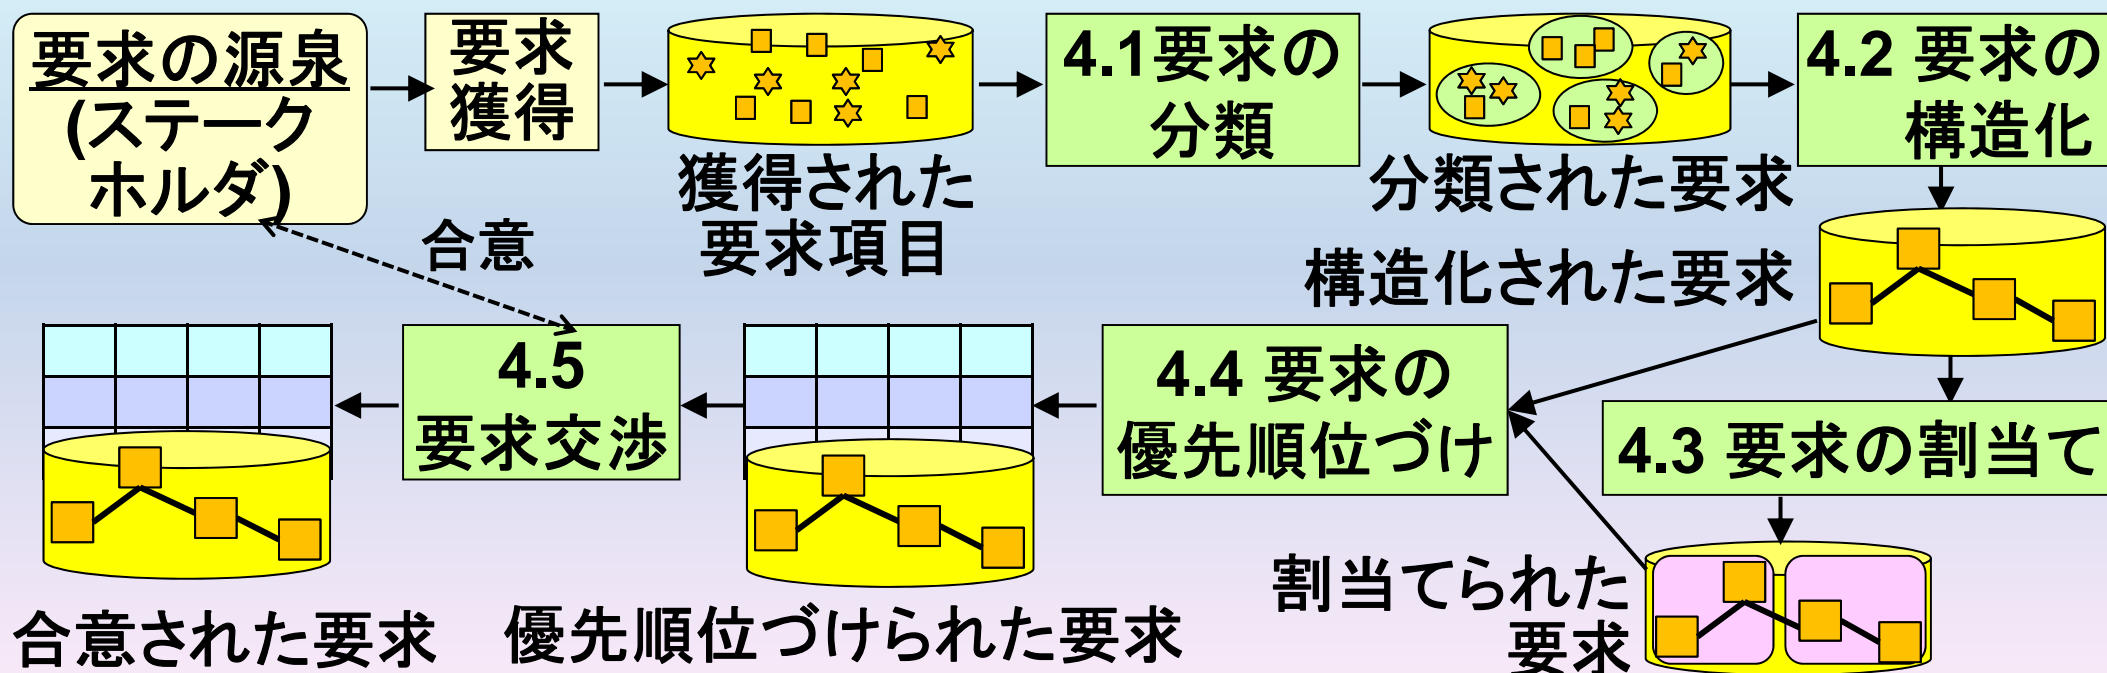 要求の源泉
(ステーク
ホルダ)
要求
獲得
獲得された
要求項目
4.1要求の
分類
分類された要求
4.2 要求の
構造化
合意
構造化された要求
4.5
要求交渉
4.4 要求の
優先順位づけ
4.3 要求の割当て
合意された要求
優先順位づけられた要求
割当てられた
要求